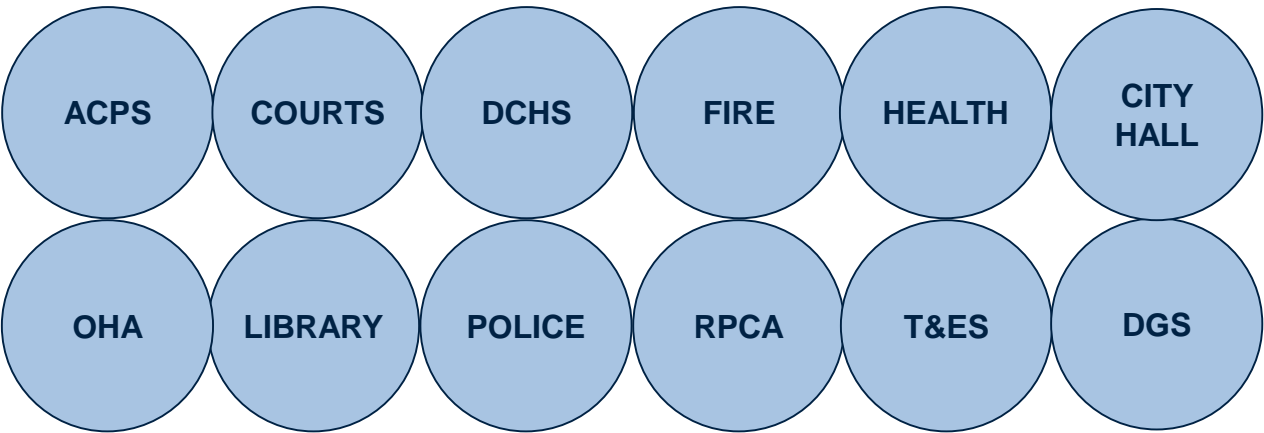 ACPS
COURTS
DCHS
FIRE
HEALTH
CITY
HALL
OHA
LIBRARY
POLICE
RPCA
T&ES
DGS